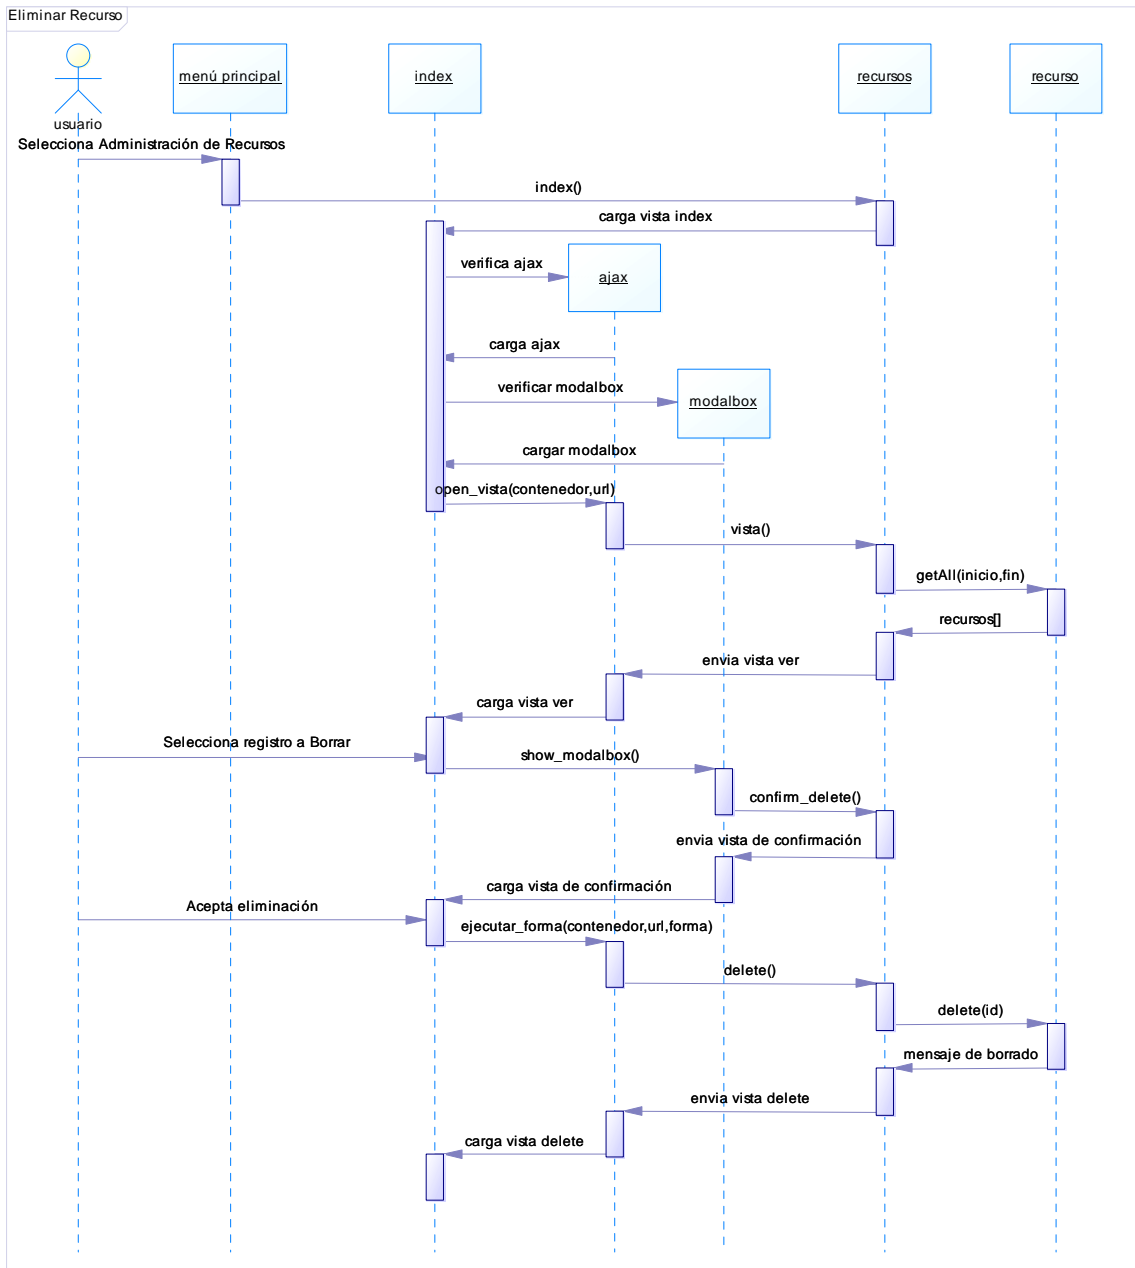 Eliminar Recurso
menú principal
index
recursos
recurso
usuario
Selecciona Administración de Recursos
index()
carga vista index
verifica ajax
ajax
carga ajax
verificar modalbox
modalbox
cargar modalbox
open_vista(contenedor,url)
vista()
getAll(inicio,fin)
recursos[]
envia vista ver
carga vista ver
Selecciona registro a Borrar
show_modalbox()
confirm_delete()
envia vista de confirmación
carga vista de confirmación
Acepta eliminación
ejecutar_forma(contenedor,url,forma)
delete()
delete(id)
mensaje de borrado
envia vista delete
carga vista delete